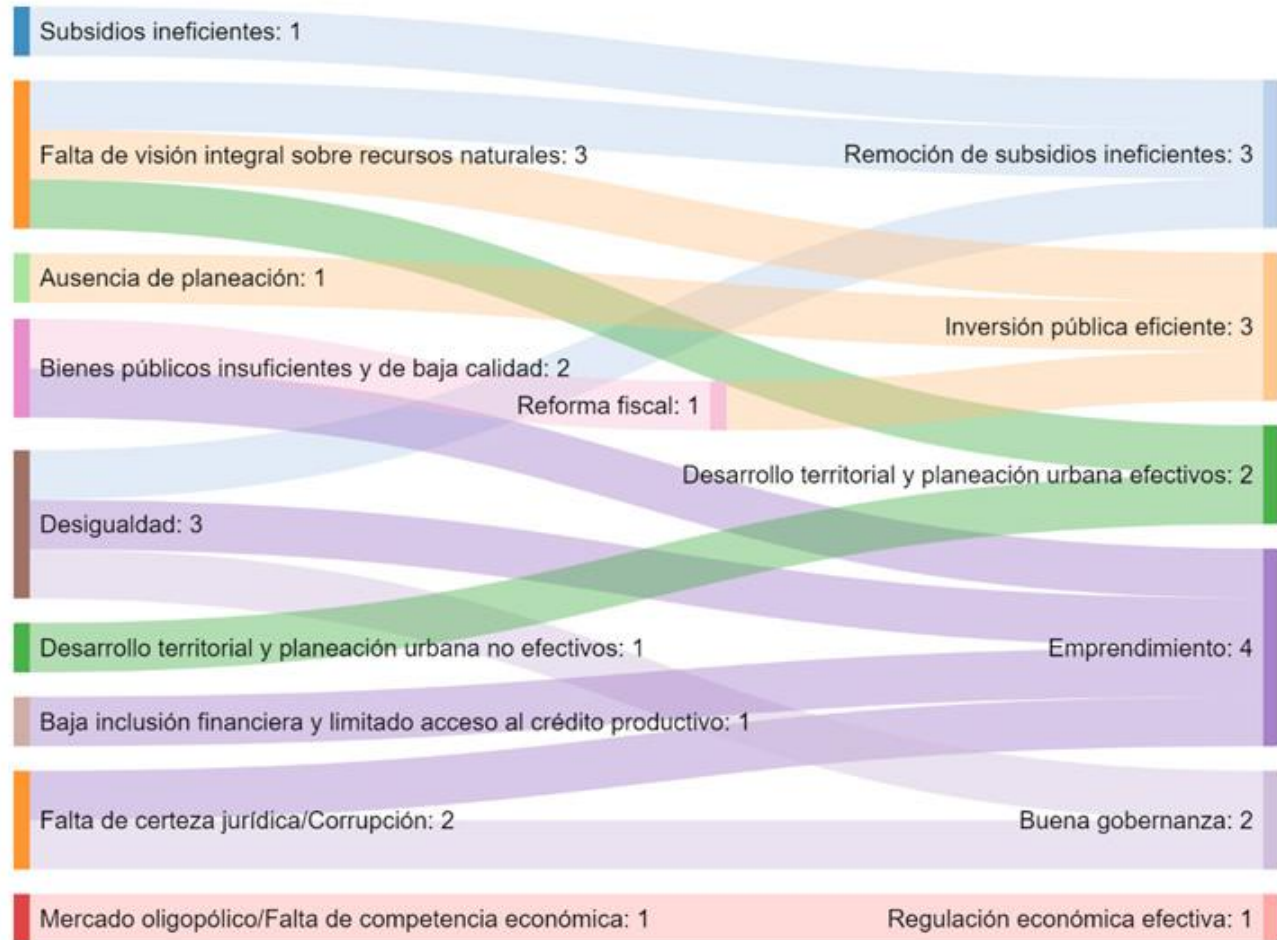 Subsidios ineficientes: 1
Falta de visión integral sobre recursos naturales: 3
Remoción de subsidios ineficientes: 3
Ausencia de planeación: 1
Inversión pública eficiente: 3
Bienes públicos insuficientes y de baja calidad: 2
Reforma fiscal: 1
Desarrollo territorial y planeación urbana efectivos: 2
Desigualdad: 3
Desarrollo territorial y planeación urbana no efectivos: 1
Emprendimiento: 4
Baja inclusión financiera y limitado acceso al crédito productivo: 1
Falta de certeza jurídica/Corrupción: 2
Buena gobernanza: 2
Mercado oligopólico/Falta de competencia económica: 1
Regulación económica efectiva: 1